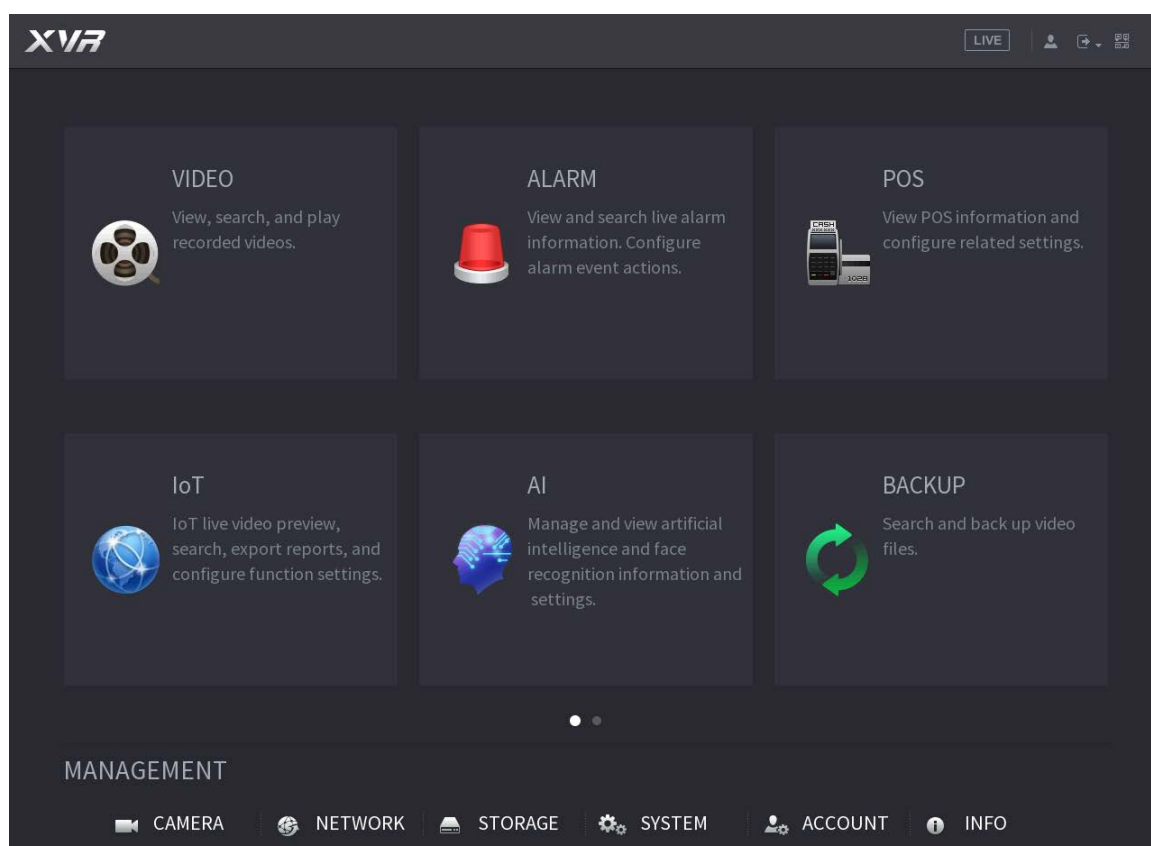 XVR
LIVE
VIDEO
View, search, and play
recorded videos.
ALARM
View and search live alarm
information. Configure
alarm event actions.
POS
View POS information and
configure related settings.
CASH
1028
IoT
IoT live video preview,
search, export reports, and
configure function settings.
AI
Manage and view artificial
intelligence and face
recognition information and
settings.
BACKUP
Search and back up video
files.
MANAGEMENT
CAMERA NETWORK STORAGE SYSTEM ACCOUNT INFO